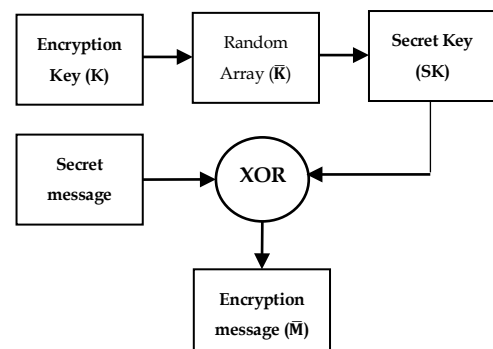 Encryption
Key (K)
Random
Array (K̅)
Secret Key
(SK)
Secret
message
XOR
Encryption
message (M̅)